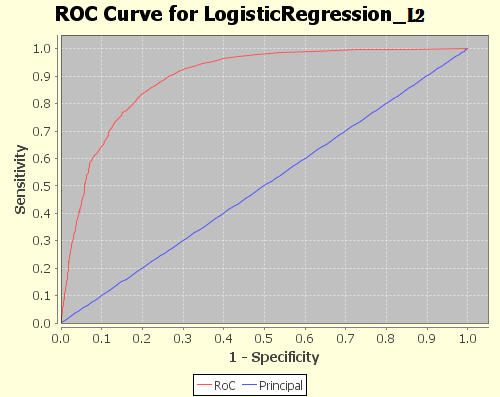 ROC Curve for LogisticRegression_L2
1.0
0.9
0.8
0.7
0.6
0.5
0.4
0.3
0.2
0.1
0.0
Sensitivity
0.0 0.1 0.2 0.3 0.4 0.5 0.6 0.7 0.8 0.9 1.0
1 - Specificity
RoC Principal